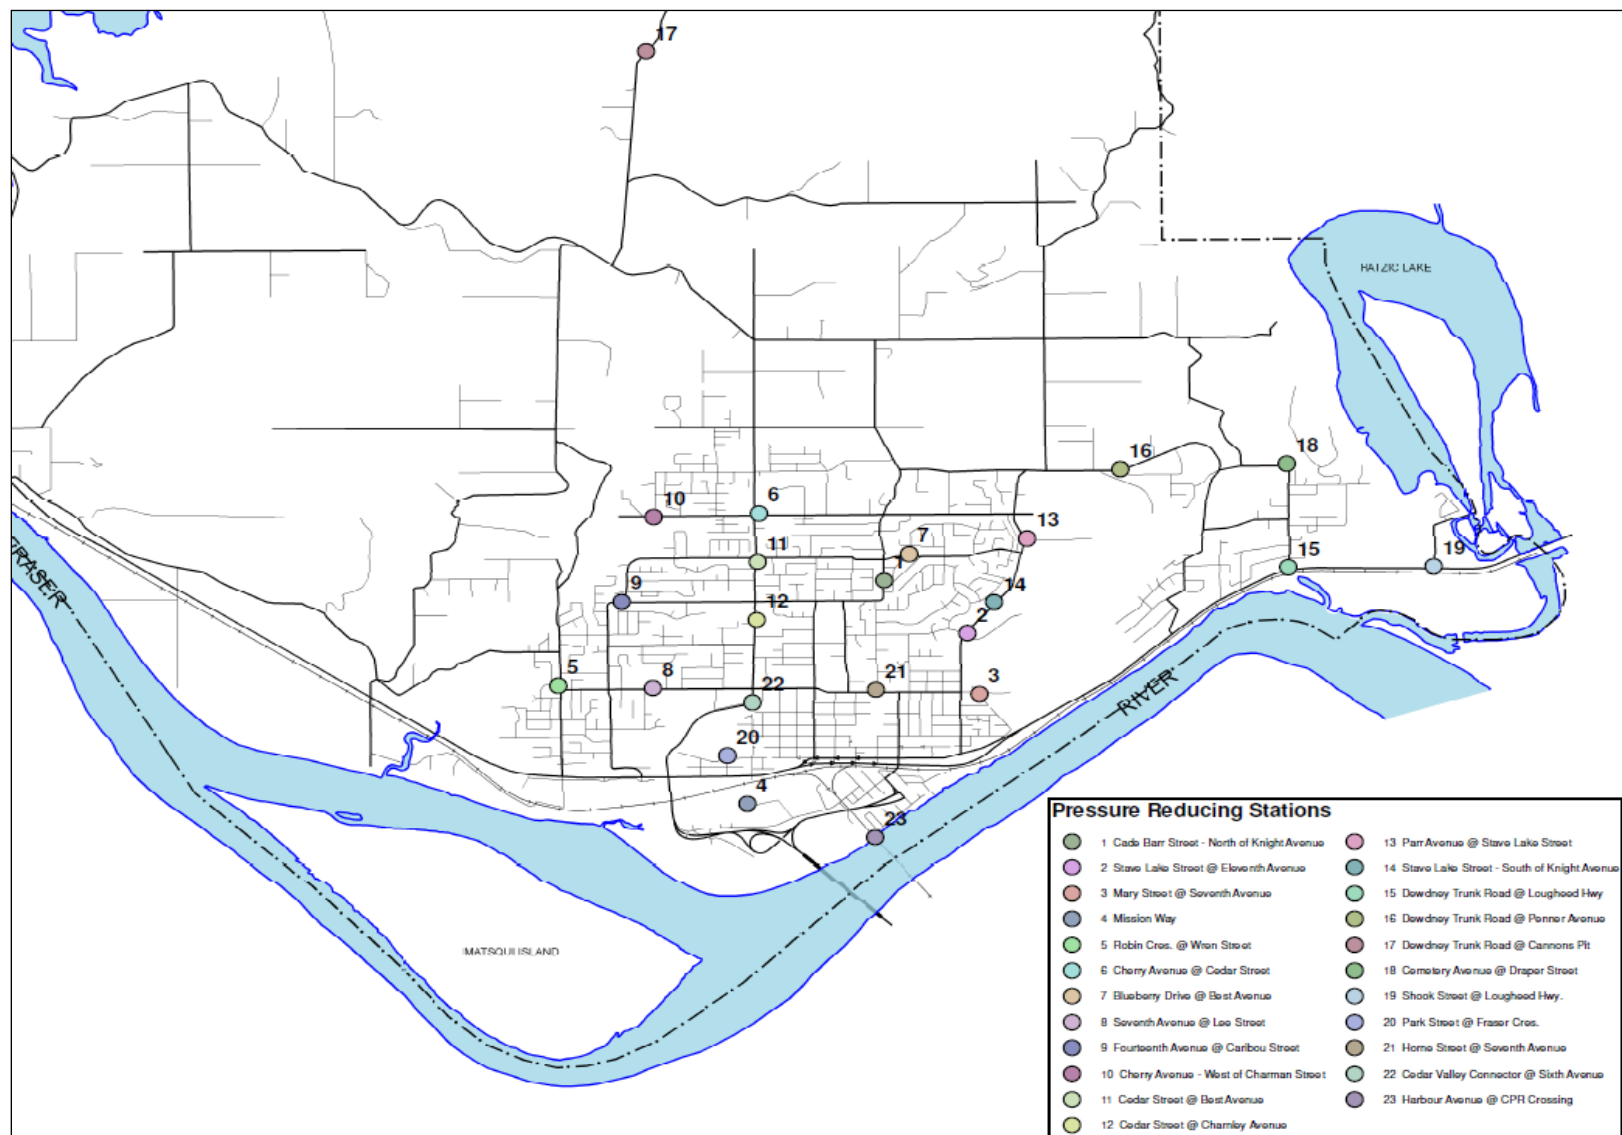 17
HATZIC LAKE
16
18
10
6
13
11
7
1
15
19
9
14
12
2
FRASER
5
8
21
3
22
RIVER
20
4
23
MATSQUI ISLAND
Pressure Reducing Stations
1 Cade Barr Street - North of Knight Avenue
2 Stave Lake Street @ Eleventh Avenue
3 Mary Street @ Seventh Avenue
4 Mission Way
5 Robin Cres. @ Wren Street
6 Cherry Avenue @ Cedar Street
7 Blueberry Drive @ Best Avenue
8 Seventh Avenue @ Lee Street
9 Fourteenth Avenue @ Caribou Street
10 Cherry Avenue - West of Charman Street
11 Cedar Street @ Best Avenue
12 Cedar Street @ Charnley Avenue
13 Parr Avenue @ Stave Lake Street
14 Stave Lake Street - South of Knight Avenue
15 Dewdney Trunk Road @ Lougheed Hwy
16 Dewdney Trunk Road @ Penner Avenue
17 Dewdney Trunk Road @ Cannons Pit
18 Cemetery Avenue @ Draper Street
19 Shook Street @ Lougheed Hwy.
20 Park Street @ Fraser Cres.
21 Horne Street @ Seventh Avenue
22 Cedar Valley Connector @ Sixth Avenue
23 Harbour Avenue @ CPR Crossing